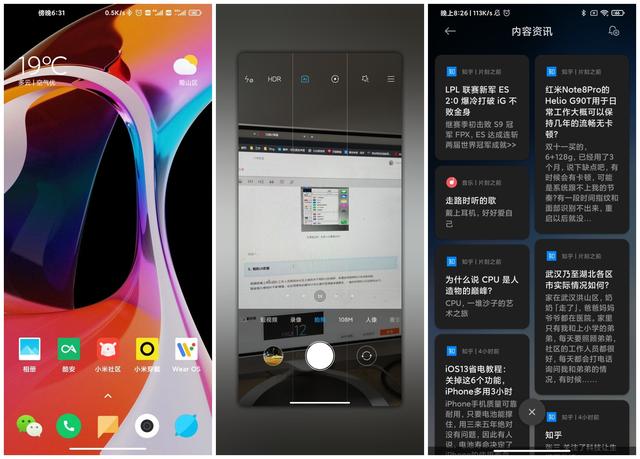 傍晚6:31
0.5K/s
19°C
多云 | 空气优
蜀山区
相册
酷安
小米社区
小米穿戴
Wear OS
HDR
AI
短视频
录像
拍照
108M
人像
晚上8:26 | 113K/s
内容资讯
知乎 | 片刻之前
LPL 联赛新军 ES
2:0 爆冷打破 iG 不
败金身
继赛季初击败 S9 冠
军 FPX,ES 达成连斩
两届世界冠军成就>>
音乐 | 片刻之前
走路时听的歌
戴上耳机,好好爱自
己
知乎 | 片刻之前
为什么说 CPU 是人
造物的巅峰?
CPU,一堆沙子的艺
术之旅
知乎 | 4小时前
iOS13省电教程:
关掉这6个功能,
iPhone多用3小时
iPhone手机质量可靠
耐用,只要电池能撑
住,用三来五年绝对
没有问题,因此有人
说,电池寿命决定了
知乎 | 片刻之前
红米Note8Pro的
Helio G90T用于日
常工作大概可以保
持几年的流畅无卡
顿?
双十一买的,
6+128g,已经用了3
个月,说下缺点吧,有
时候会有卡顿,可能
是系统跟不上我的节
奏?有一段时间指纹和
面部识别不出来,重
启以后没...
知乎 | 片刻之前
武汉乃至湖北各区
市实际情况如何?
家在武汉洪山区,奶
奶「走了」,爸爸妈妈
爷爷都在医院,家里
只有我和上小学的弟
弟,每天要照顾弟弟,
社区的工作人员都很
好,每天都会打电话
询问我和弟弟的情
况,有时候......
知乎 | 4小时前
知乎